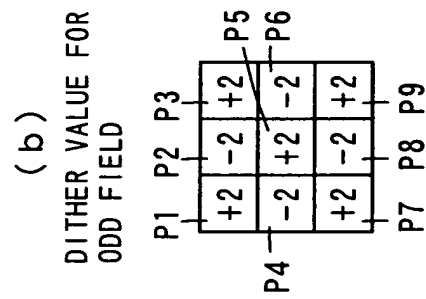 (b)
DITHER VALUE FOR
ODD FIELD
P1 P2 P3 P5 P6
+2 -2 +2
-2 +2 -2
+2 -2 +2
P4
P7 P8 P9